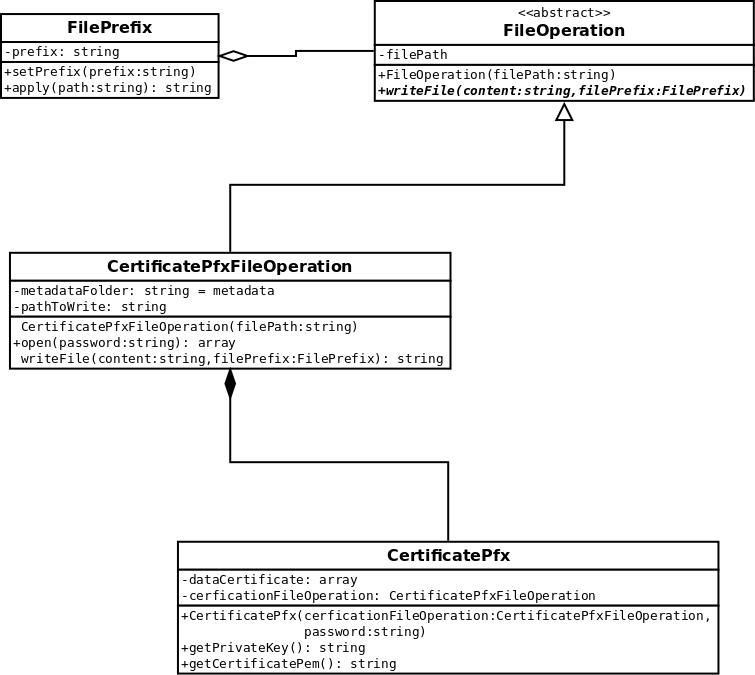 FilePrefix
-prefix: string
+setPrefix(prefix:string)
+apply(path:string): string
<<abstract>>
FileOperation
-filePath
+FileOperation(filePath:string)
+writeFile(content:string,filePrefix:FilePrefix)
CertificatePfxFileOperation
-metadataFolder: string = metadata
-pathToWrite: string
CertificatePfxFileOperation(filePath:string)
+open(password:string): array
writeFile(content:string,filePrefix:FilePrefix): string
CertificatePfx
-dataCertificate: array
-cerficationFileOperation: CertificatePfxFileOperation
+CertificatePfx(cerficationFileOperation:CertificatePfxFileOperation,
password:string)
+getPrivateKey(): string
+getCertificatePem(): string